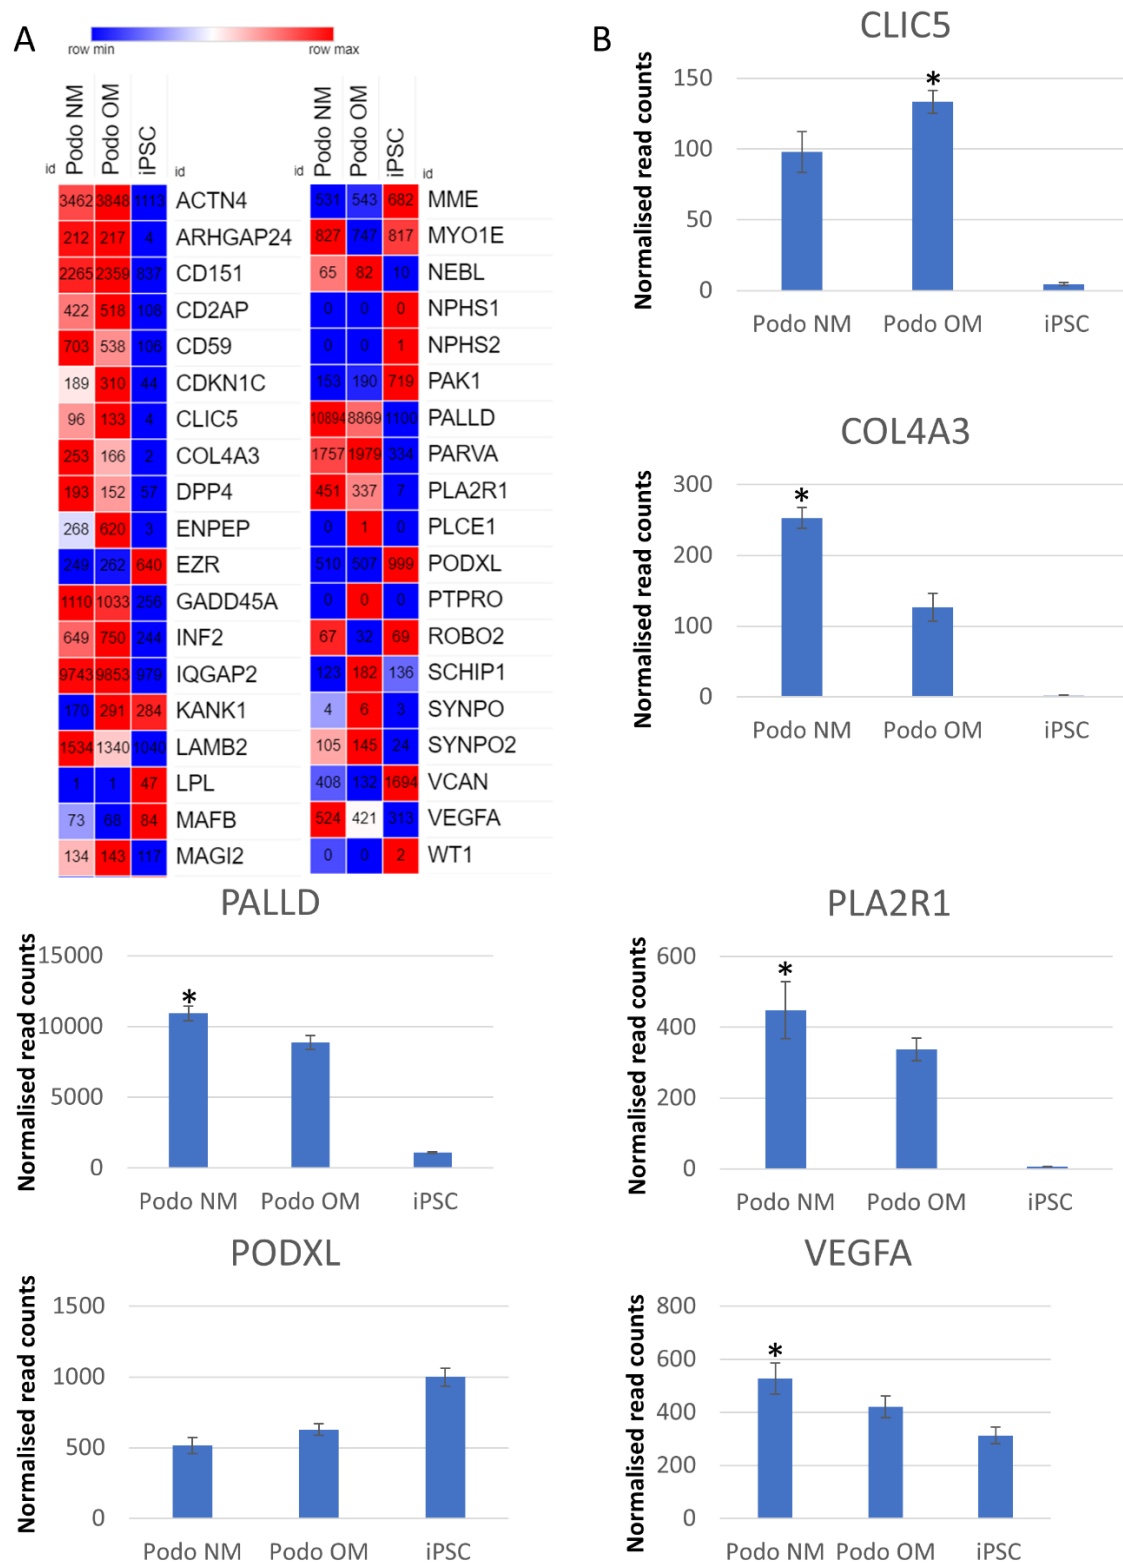 A
row min row max
id Podo NM Podo OM iPSC id
3462 3848 1113 ACTN4
212 217 4 ARHGAP24
2265 2359 837 CD151
422 518 108 CD2AP
703 538 106 CD59
189 310 44 CDKN1C
96 133 4 CLIC5
253 166 2 COL4A3
193 152 57 DPP4
268 620 3 ENPEP
249 262 640 EZR
1110 1033 256 GADD45A
649 750 244 INF2
9743 9853 979 IQGAP2
170 291 284 KANK1
1534 1340 1040 LAMB2
1 1 47 LPL
73 68 84 MAFB
134 143 117 MAGI2
id Podo NM Podo OM iPSC id
531 543 682 MME
827 747 817 MYO1E
65 82 10 NEBL
0 0 0 NPHS1
0 0 1 NPHS2
153 190 719 PAK1
10894 8869 1100 PALLD
1757 1979 334 PARVA
451 337 7 PLA2R1
0 1 0 PLCE1
510 507 999 PODXL
0 0 0 PTPRO
67 32 69 ROBO2
123 182 136 SCHIP1
4 6 3 SYNPO
105 145 24 SYNPO2
408 132 1694 VCAN
524 421 313 VEGFA
0 0 2 WT1
B
CLIC5
Normalised read counts
150
100
50
0
*
Podo NM Podo OM iPSC
COL4A3
Normalised read counts
300
200
100
0
*
Podo NM Podo OM iPSC
PALLD
Normalised read counts
15000
10000
5000
0
*
Podo NM Podo OM iPSC
PLA2R1
Normalised read counts
600
400
200
0
*
Podo NM Podo OM iPSC
PODXL
Normalised read counts
1500
1000
500
0
Podo NM Podo OM iPSC
VEGFA
Normalised read counts
800
600
400
200
0
*
Podo NM Podo OM iPSC